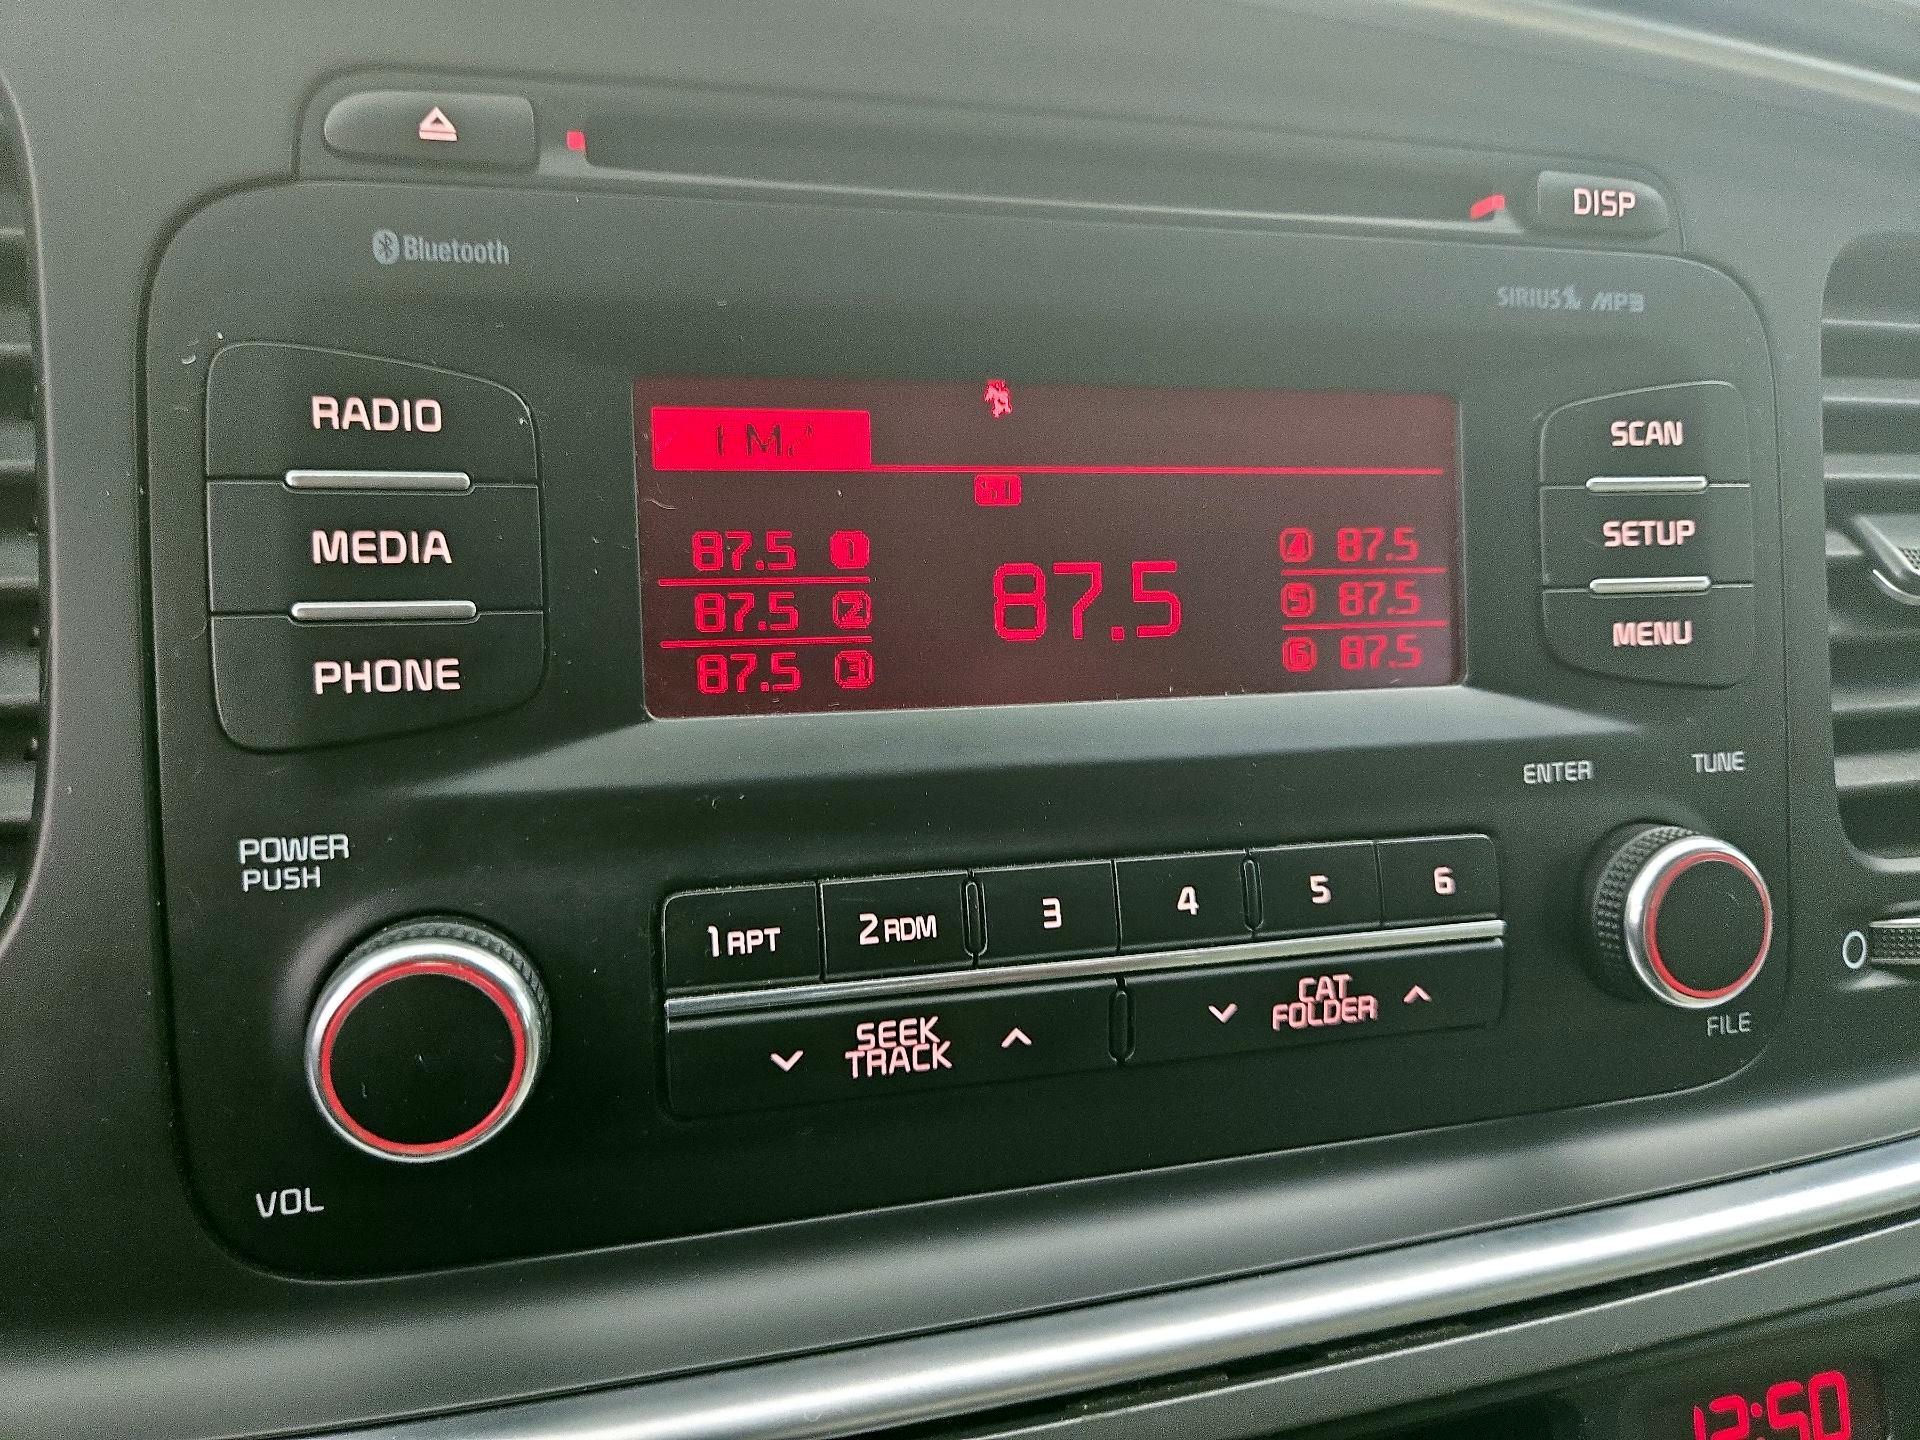 DISP
Bluetooth
SIRIUS MP3
RADIO
MEDIA
PHONE
SCAN
SETUP
MENU
ST
87.5 1
87.5 2
87.5 3
87.5
4 87.5
5 87.5
6 87.5
ENTER
TUNE
POWER
PUSH
1 RPT
2 RDM
3
4
5
6
SEEK
TRACK
CAT
FOLDER
FILE
VOL
12:50